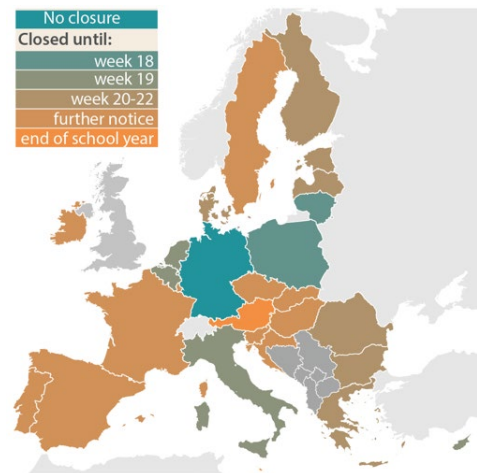 No closure
Closed until:
week 18
week 19
week 20-22
further notice
end of school year